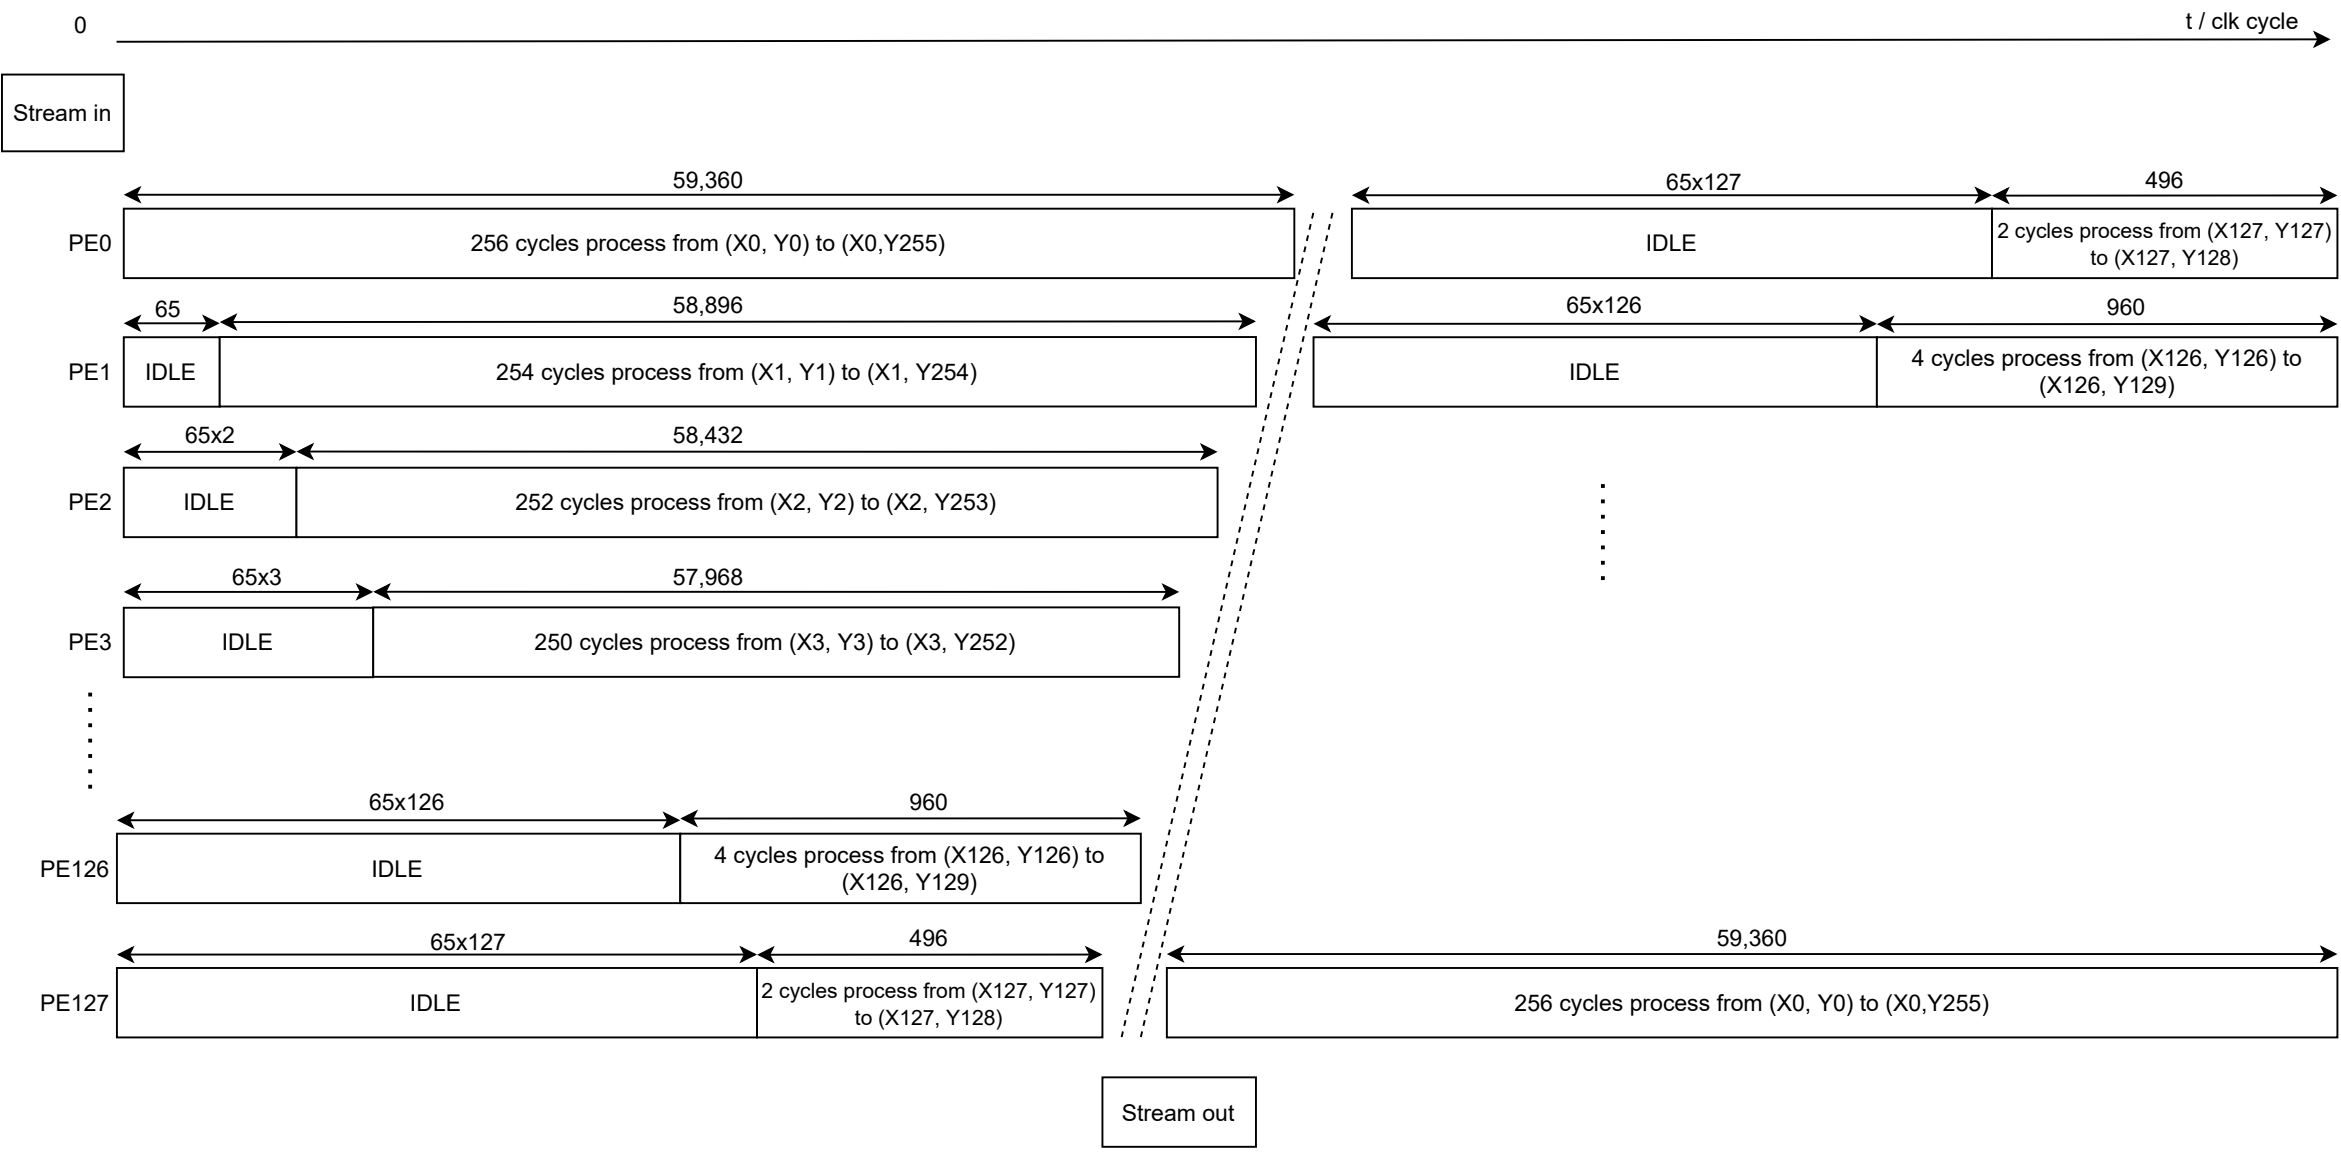 0
t / clk cycle
Stream in
59,360
65x127
496
PE0
256 cycles process from (X0, Y0) to (X0,Y255)
IDLE
2 cycles process from (X127, Y127)
to (X127, Y128)
65
58,896
65x126
960
PE1
IDLE
254 cycles process from (X1, Y1) to (X1, Y254)
IDLE
4 cycles process from (X126, Y126) to
(X126, Y129)
65x2
58,432
PE2
IDLE
252 cycles process from (X2, Y2) to (X2, Y253)
65x3
57,968
PE3
IDLE
250 cycles process from (X3, Y3) to (X3, Y252)
65x126
960
PE126
IDLE
4 cycles process from (X126, Y126) to
(X126, Y129)
65x127
496
59,360
PE127
IDLE
2 cycles process from (X127, Y127)
to (X127, Y128)
256 cycles process from (X0, Y0) to (X0,Y255)
Stream out